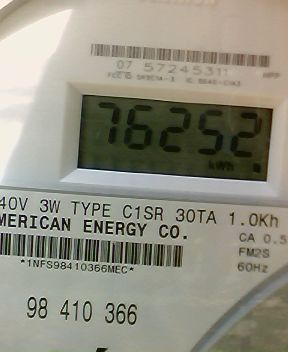 07 57245311
76252
kWh
40V 3W TYPE C1SR 30TA 1.0Kh
MERICAN ENERGY CO.
CA 0.5
*1NFS98410366MEC*
FM2S
60Hz
98 410 366